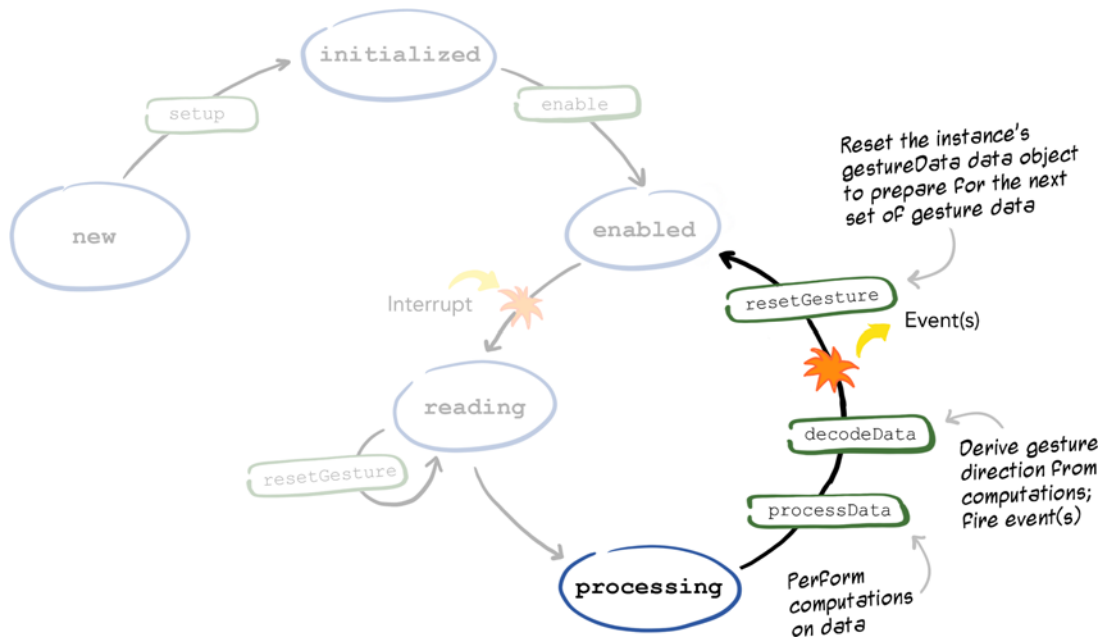 initialized
setup
enable
new
enabled
Reset the instance's
gestureData data object
to prepare for the next
set of gesture data
resetGesture
Interrupt
Event(s)
reading
resetGesture
decodeData
Derive gesture
direction from
computations;
fire event(s)
processData
processing
Perform
computations
on data